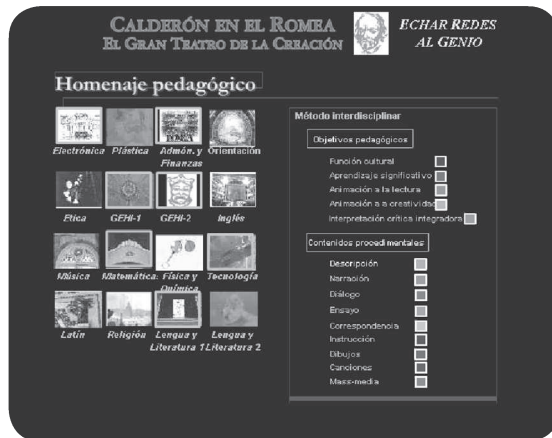 CALDERÓN EN EL ROMEA
EL GRAN TEATRO DE LA CREACIÓN
ECHAR REDES
AL GENIO
Homenaje pedagógico
Electrónica Plástica Admón. y Orientación
Finanzas
Etica GEHI-1 GEHI-2 Inglés
Música Matemática. Física y Tecnología
Química
Latín Religión Lengua y Lengua y
Literatura 1 Literatura 2
Método interdisciplinar
Objetivos pedagógicos
Función cultural
Aprendizaje significativo
Animación a la lectura
Animación a a creatividad
Interpretación crítica integradora
Contenidos procedimentales
Descripción
Narración
Diálogo
Ensayo
Correspondencia
Instrucción
Dibujos
Canciones
Mass-media